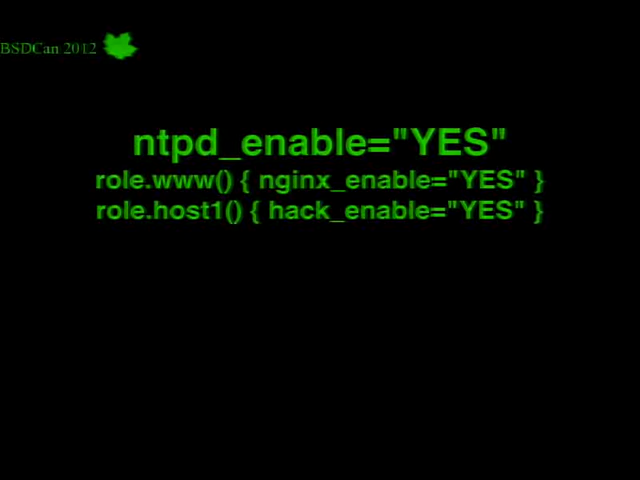 BSDCan 2012
ntpd_enable="YES"
role.www() { nginx_enable="YES" }
role.host1() { hack_enable="YES" }